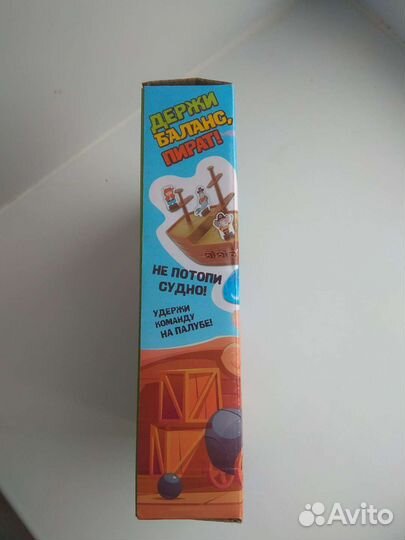 ДЕРЖИ
БАЛАНС,
ПИРАТ!
НЕ ПОТОПИ
СУДНО!
УДЕРЖИ
КОМАНДУ
НА ПАЛУБЕ!
Avito